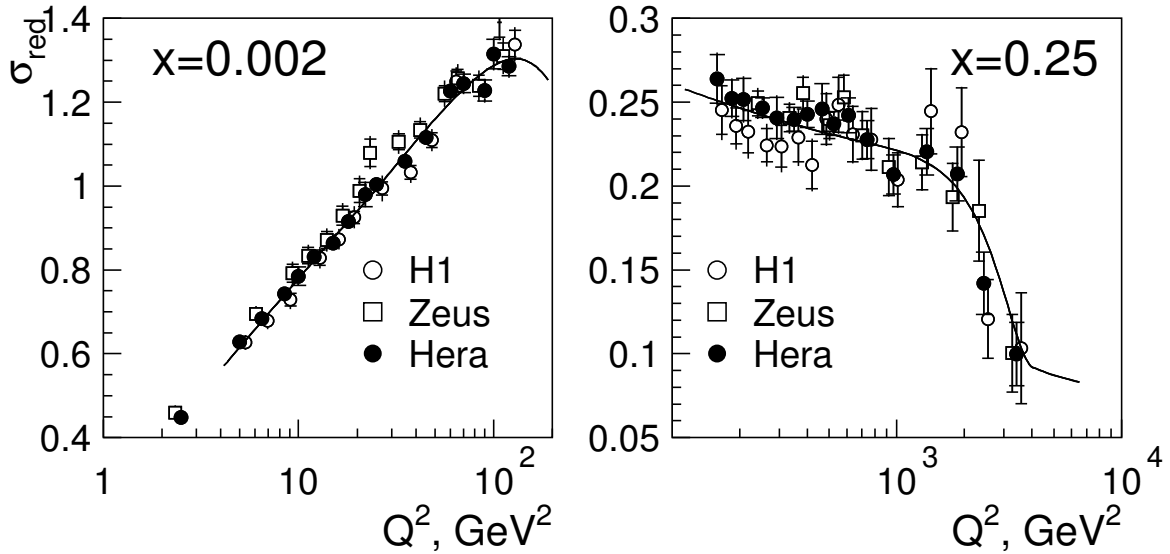 σ_red
1.4
1.2
1
0.8
0.6
0.4
x=0.002
H1
Zeus
Hera
1
10
10^2
Q^2, GeV^2
0.3
0.25
0.2
0.15
0.1
0.05
x=0.25
H1
Zeus
Hera
10^3
10^4
Q^2, GeV^2